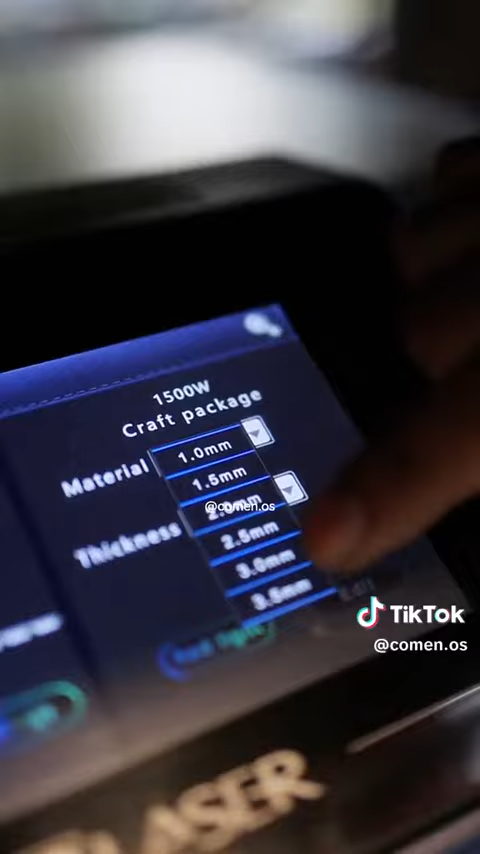 1500W
Craft package
Material
1.0mm
1.5mm
2.0mm
@comen.os
Thickness
2.5mm
3.0mm
3.5mm
TikTok
@comen.os
LASER